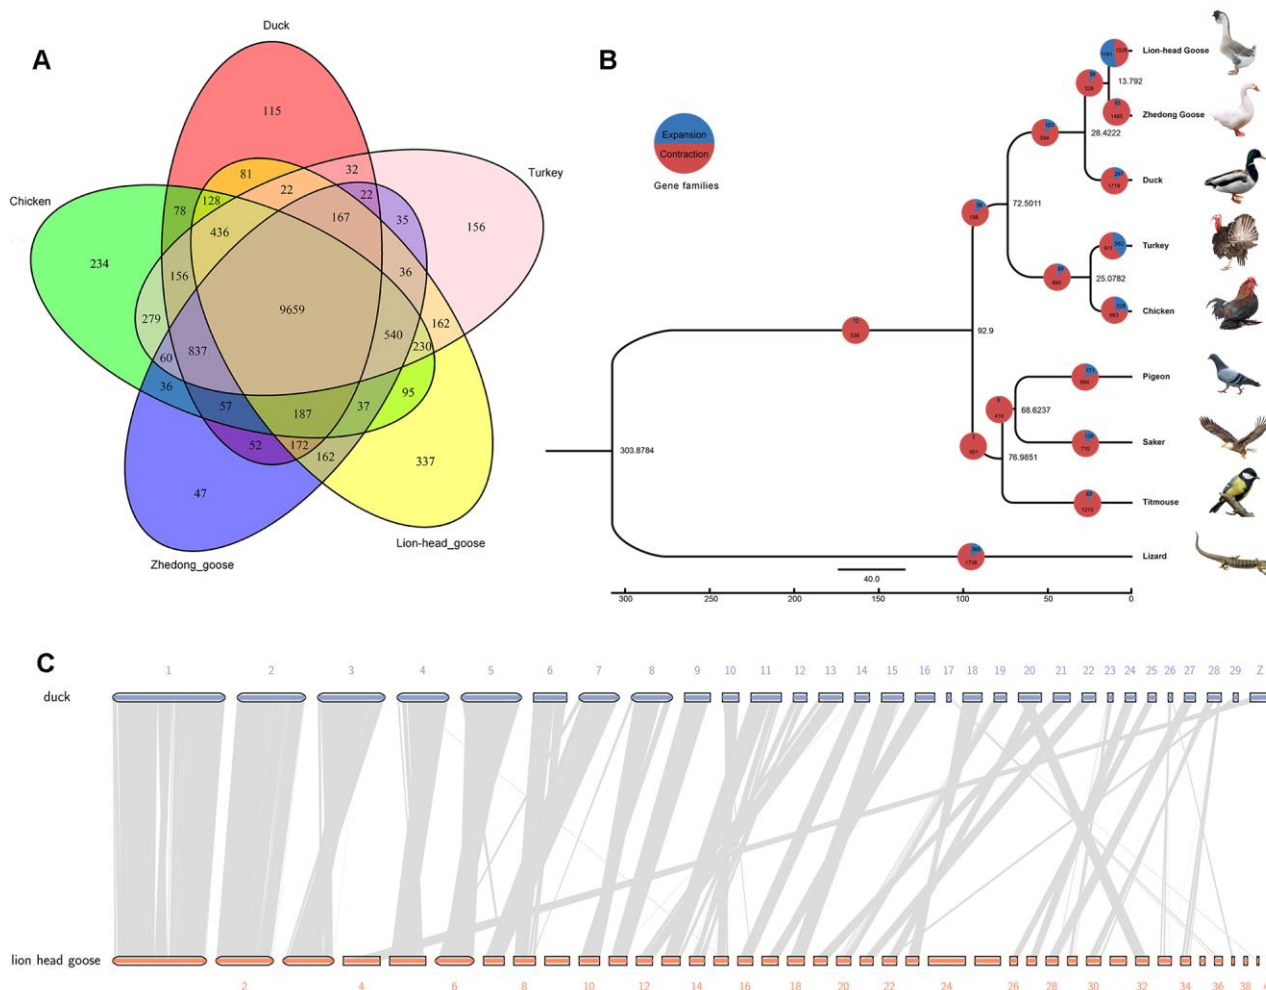 A
Duck
115
Turkey
32
81
22
22
128
Chicken
78
167
35
156
436
234
36
156
9659
279
162
540
230
60
837
36
95
57
187
37
52
172
162
337
47
Lion-head_goose
Zhedong_goose
B
Expansion
Contraction
Gene families
Lion-head Goose
13.792
Zhedong Goose
28.4222
Duck
72.5011
Turkey
25.0782
Chicken
92.9
Pigeon
68.6237
Saker
303.8784
76.9851
Titmouse
Lizard
40.0
300 250 200 150 100 50 0
C
1 2 3 4 5 6 7 8 9 10 11 12 13 14 15 16 17 18 19 20 21 22 23 24 25 26 27 28 29 Z
duck
lion head goose
2 4 6 8 10 12 14 16 18 20 22 24 26 28 30 32 34 36 38